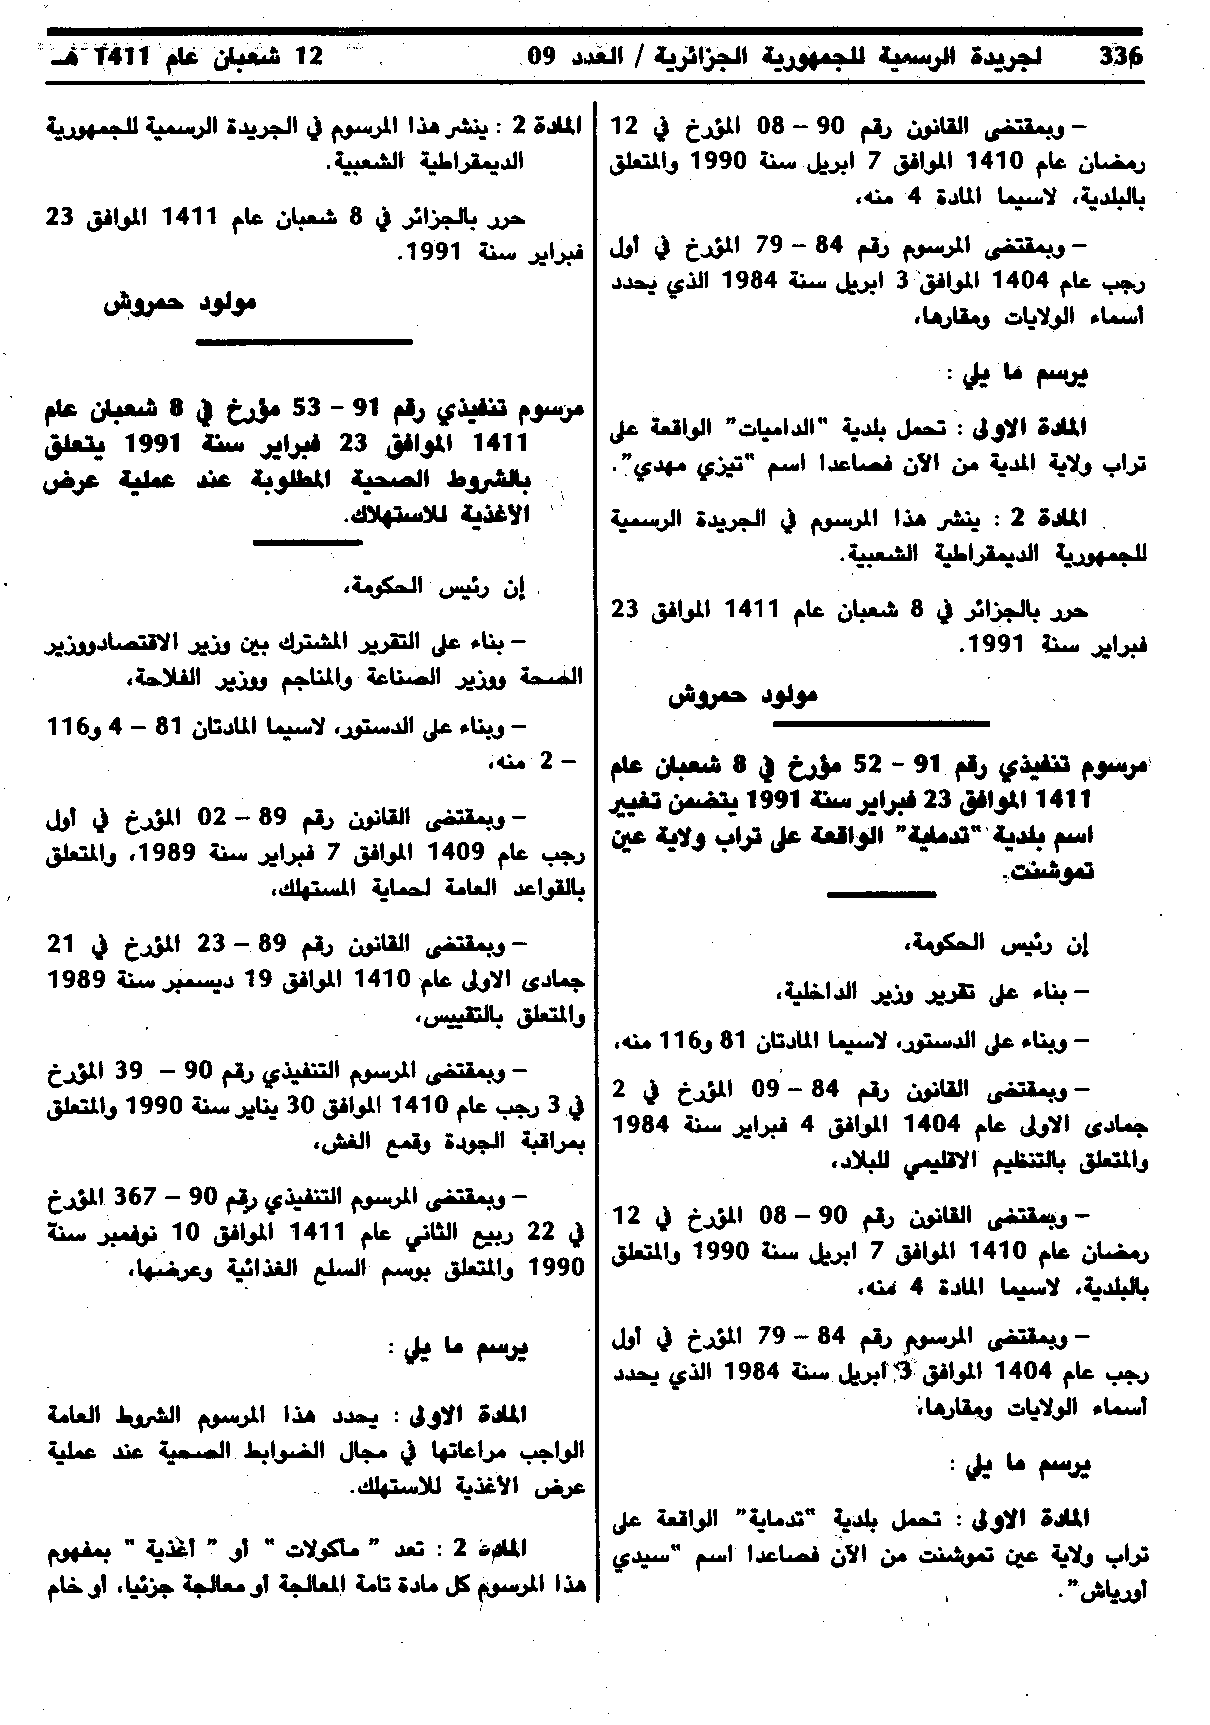 336 لجريدة الرسمية للجمهورية الجزائرية / العدد 09 12 شعبان عام 1411 هـ
– وبمقتضى القانون رقم 90 – 08 المؤرخ في 12
رمضان عام 1410 الموافق 7 ابريل سنة 1990 والمتعلق
بالبلدية، لاسيما المادة 4 منه،
– وبمقتضى المرسوم رقم 84 – 79 المؤرخ في أول
رجب عام 1404 الموافق 3 ابريل سنة 1984 الذي يحدد
أسماء الولايات ومقارها،
يرسم ما يلي :
المادة الاولى : تحمل بلدية "الداميات" الواقعة على
تراب ولاية المدية من الآن فصاعدا اسم "تيزي مهدي".
المادة 2 : ينشر هذا المرسوم في الجريدة الرسمية
للجمهورية الديمقراطية الشعبية.
حرر بالجزائر في 8 شعبان عام 1411 الموافق 23
فبراير سنة 1991.
مولود حمروش
مرسوم تنفيذي رقم 91 – 52 مؤرخ في 8 شعبان عام
1411 الموافق 23 فبراير سنة 1991 يتضمن تغيير
اسم بلدية "تدماية" الواقعة على تراب ولاية عين
تموشنت.
إن رئيس الحكومة،
– بناء على تقرير وزير الداخلية،
– وبناء على الدستور، لاسيما المادتان 81 و116 منه،
– وبمقتضى القانون رقم 84 – 09 المؤرخ في 2
جمادى الاولى عام 1404 الموافق 4 فبراير سنة 1984
والمتعلق بالتنظيم الاقليمي للبلاد،
– وبمقتضى القانون رقم 90 – 08 المؤرخ في 12
رمضان عام 1410 الموافق 7 ابريل سنة 1990 والمتعلق
بالبلدية، لاسيما المادة 4 منه،
– وبمقتضى المرسوم رقم 84 – 79 المؤرخ في أول
رجب عام 1404 الموافق 3 أبريل سنة 1984 الذي يحدد
أسماء الولايات ومقارها،
يرسم ما يلي :
المادة الاولى : تحمل بلدية "تدماية" الواقعة على
تراب ولاية عين تموشنت من الآن فصاعدا اسم "سيدي
أورياش".
المادة 2 : ينشر هذا المرسوم في الجريدة الرسمية للجمهورية
الديمقراطية الشعبية.
حرر بالجزائر في 8 شعبان عام 1411 الموافق 23
فبراير سنة 1991.
مولود حمروش
مرسوم تنفيذي رقم 91 – 53 مؤرخ في 8 شعبان عام
1411 الموافق 23 فبراير سنة 1991 يتعلق
بالشروط الصحية المطلوبة عند عملية عرض
الأغذية للاستهلاك.
إن رئيس الحكومة،
– بناء على التقرير المشترك بين وزير الاقتصادووزير
الصحة ووزير الصناعة والمناجم ووزير الفلاحة،
– وبناء على الدستور، لاسيما المادتان 81 – 4 و116
– 2 منه،
– وبمقتضى القانون رقم 89 – 02 المؤرخ في أول
رجب عام 1409 الموافق 7 فبراير سنة 1989، والمتعلق
بالقواعد العامة لحماية المستهلك،
– وبمقتضى القانون رقم 89 – 23 المؤرخ في 21
جمادى الاولى عام 1410 الموافق 19 ديسمبر سنة 1989
والمتعلق بالتقييس،
– وبمقتضى المرسوم التنفيذي رقم 90 – 39 المؤرخ
في 3 رجب عام 1410 الموافق 30 يناير سنة 1990 والمتعلق
بمراقبة الجودة وقمع الغش،
– وبمقتضى المرسوم التنفيذي رقم 90 – 367 المؤرخ
في 22 ربيع الثاني عام 1411 الموافق 10 نوفمبر سنة
1990 والمتعلق بوسم السلع الغذائية وعرضها،
يرسم ما يلي :
المادة الاولى : يحدد هذا المرسوم الشروط العامة
الواجب مراعاتها في مجال الضوابط الصحية عند عملية
عرض الأغذية للاستهلك.
المادة 2 : تعد " ماكولات " أو " أغذية " بمفهوم
هذا المرسوم كل مادة تامة المعالجة أو معالجة جزئيا، أو خام